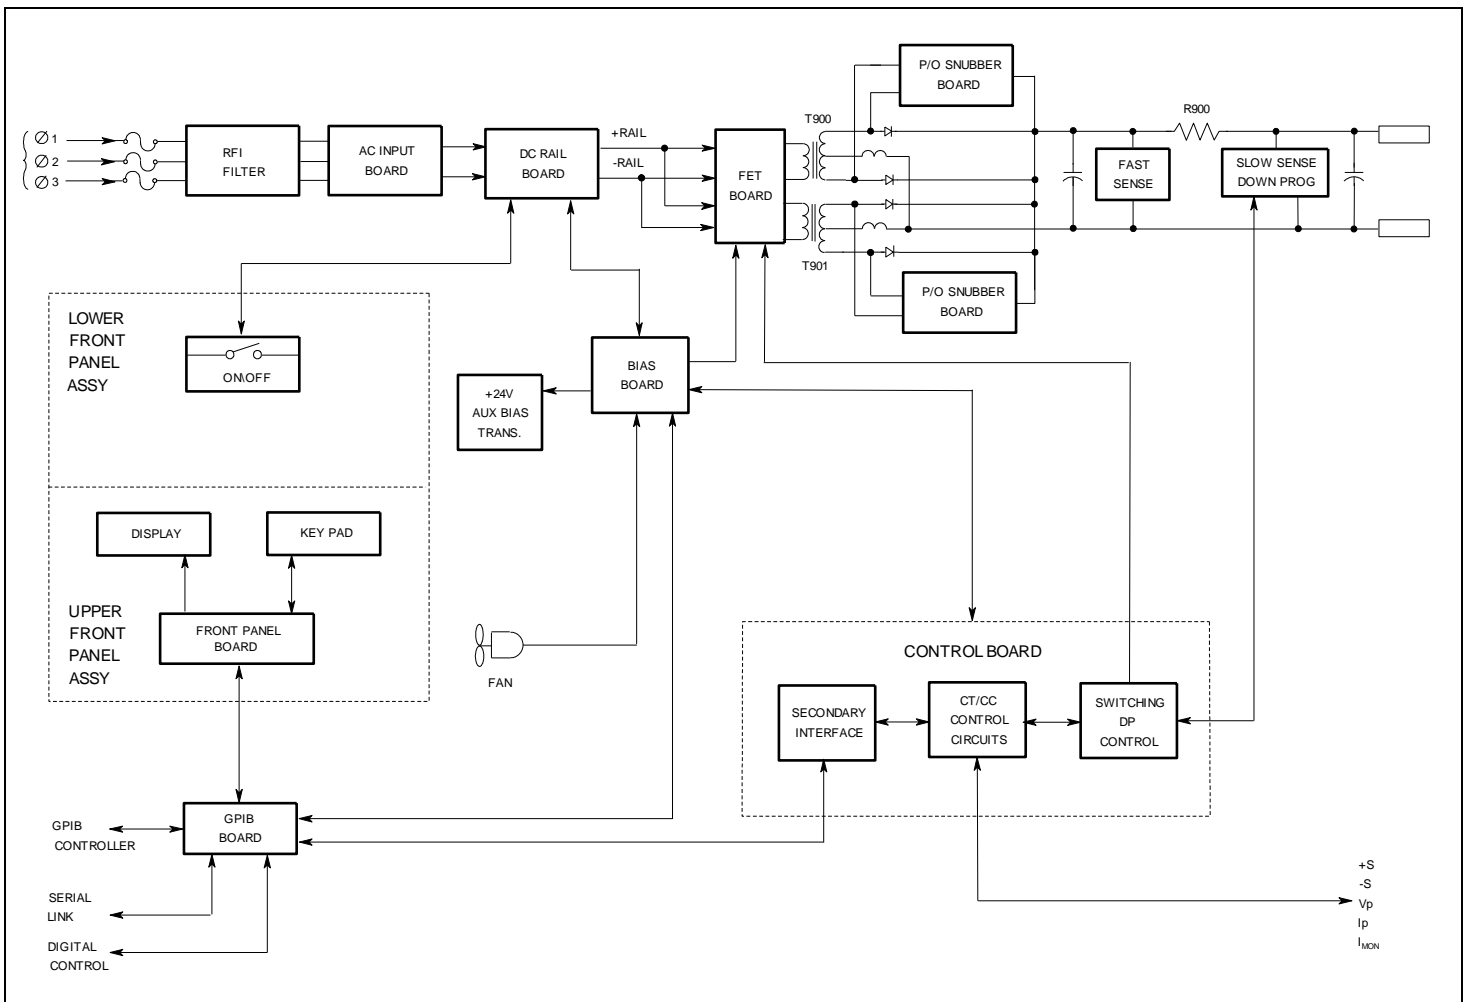 P/O SNUBBER
BOARD
R900
T900
Ø 1
Ø 2
Ø 3
RFI
FILTER
AC INPUT
BOARD
DC RAIL
BOARD
+RAIL
-RAIL
FET
BOARD
FAST
SENSE
SLOW SENSE
DOWN PROG
T901
P/O SNUBBER
BOARD
LOWER
FRONT
PANEL
ASSY
ON\OFF
BIAS
BOARD
+24V
AUX BIAS
TRANS.
DISPLAY
KEY PAD
UPPER
FRONT
PANEL
ASSY
FRONT PANEL
BOARD
FAN
CONTROL BOARD
SECONDARY
INTERFACE
CT/CC
CONTROL
CIRCUITS
SWITCHING
DP
CONTROL
GPIB
BOARD
GPIB
CONTROLLER
SERIAL
LINK
DIGITAL
CONTROL
+S
-S
Vp
Ip
IMON